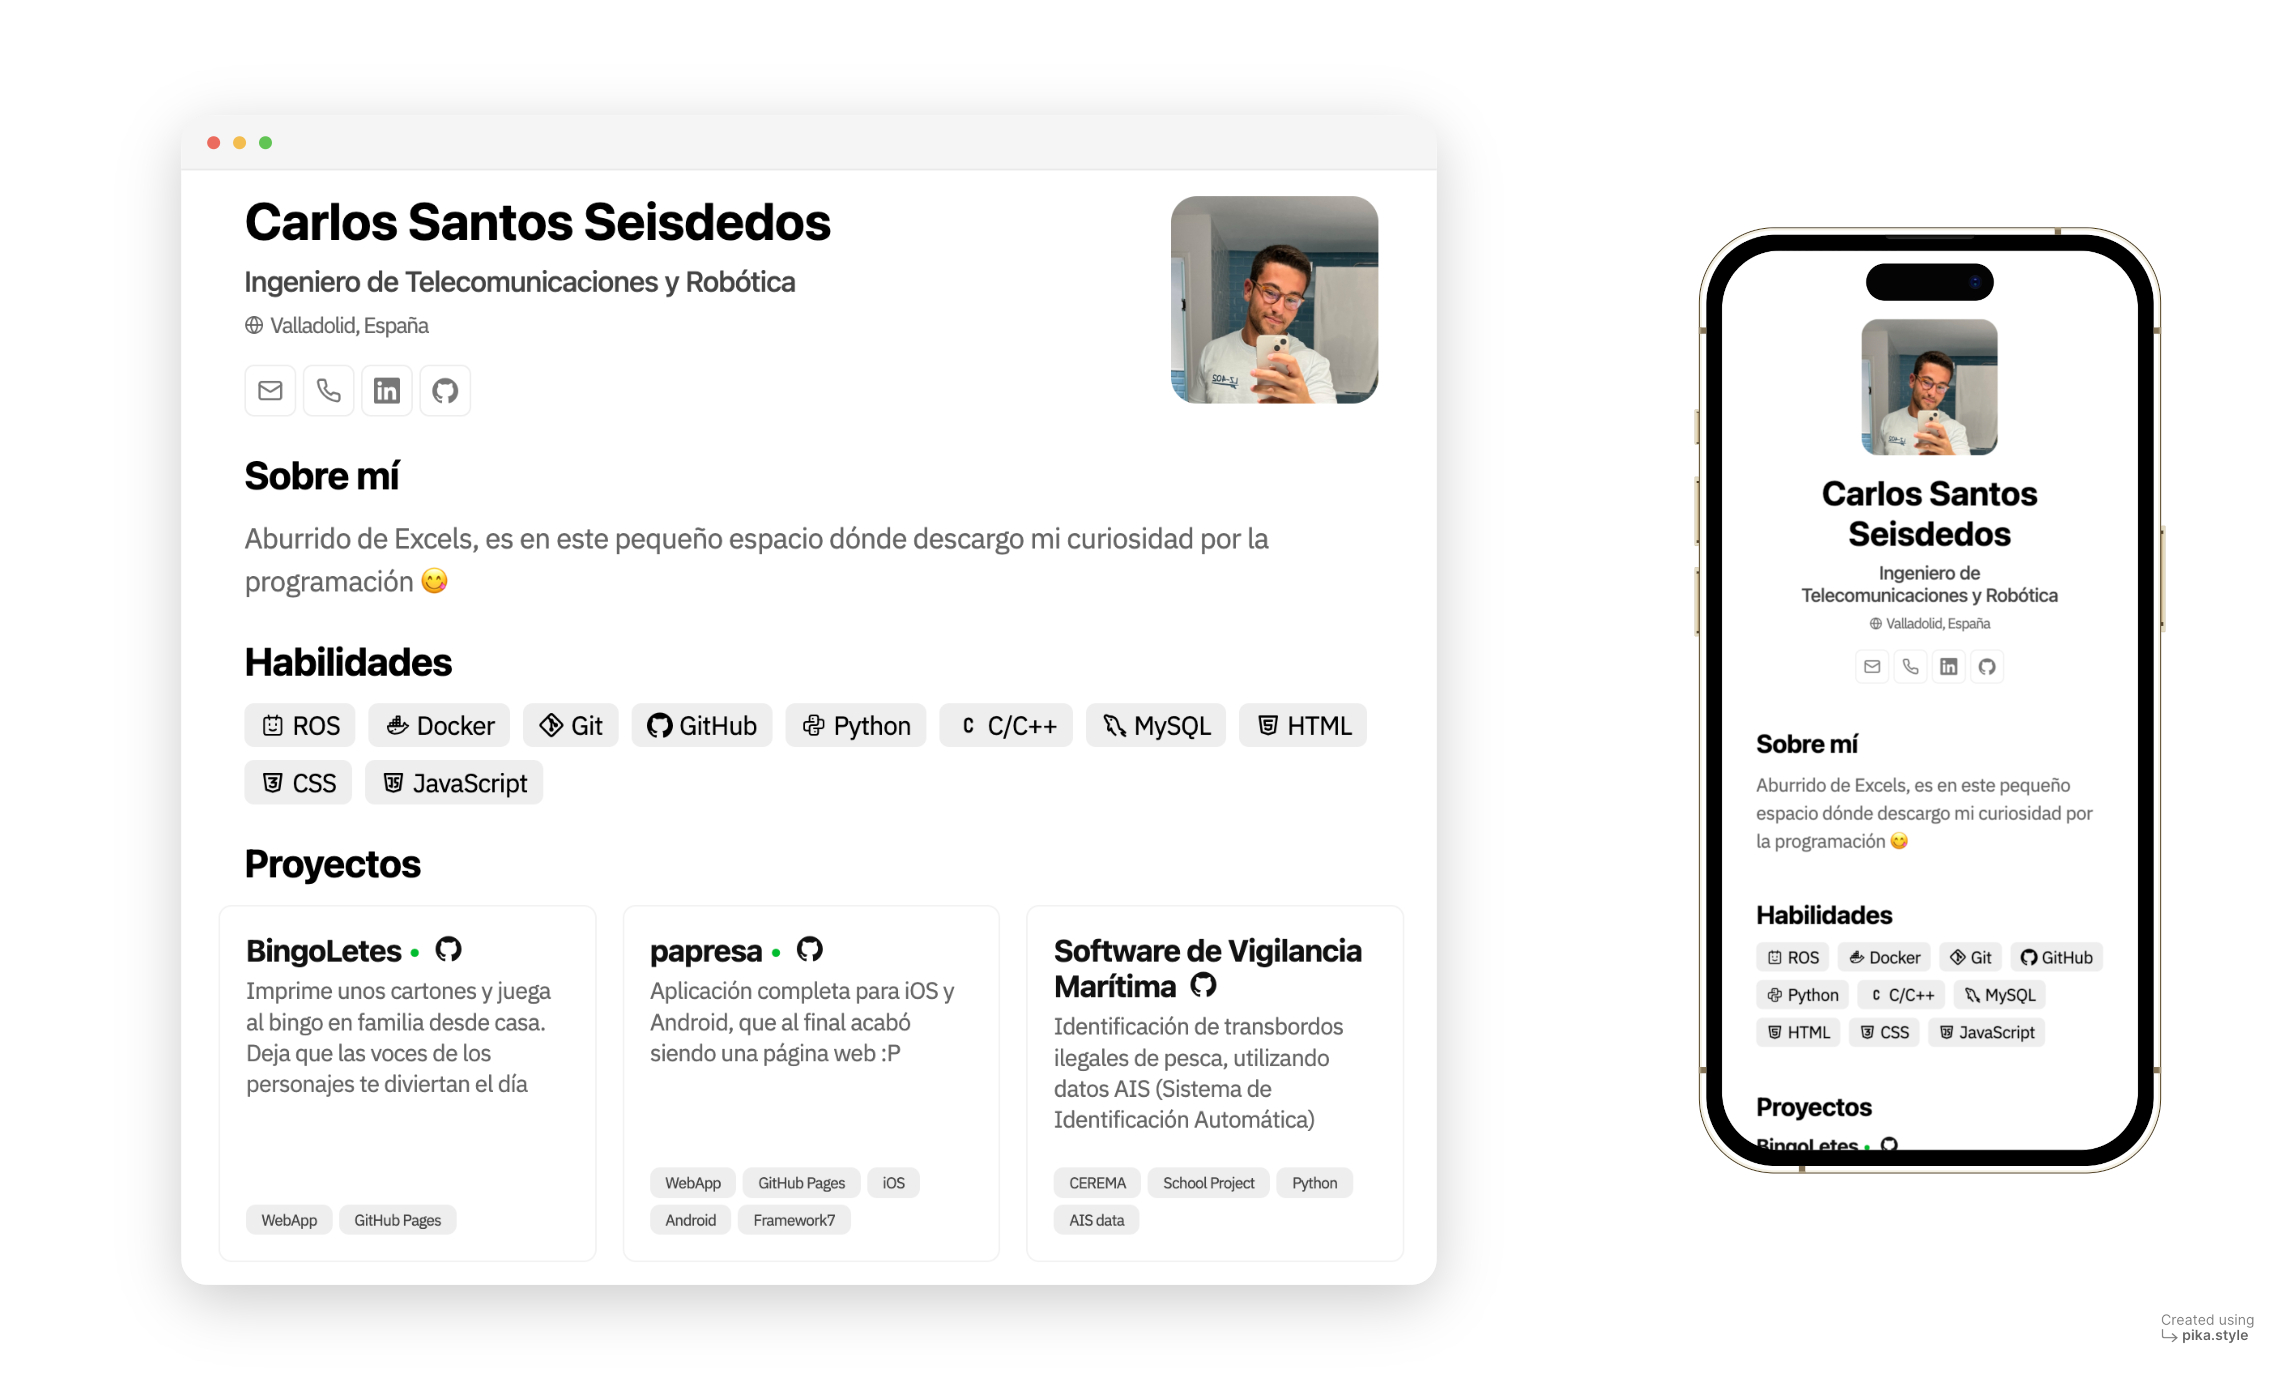 Carlos Santos Seisdedos
Ingeniero de Telecomunicaciones y Robótica
Valladolid, España
Sobre mí
Aburrido de Excels, es en este pequeño espacio dónde descargo mi curiosidad por la
programación 😋
Habilidades
ROS Docker Git GitHub Python C/C++ MySQL HTML
CSS JavaScript
Proyectos
BingoLetes
Imprime unos cartones y juega
al bingo en familia desde casa.
Deja que las voces de los
personajes te diviertan el día
WebApp GitHub Pages
papresa
Aplicación completa para iOS y
Android, que al final acabó
siendo una página web :P
WebApp GitHub Pages iOS
Android Framework7
Software de Vigilancia
Marítima
Identificación de transbordos
ilegales de pesca, utilizando
datos AIS (Sistema de
Identificación Automática)
CEREMA School Project Python
AIS data
Carlos Santos
Seisdedos
Ingeniero de
Telecomunicaciones y Robótica
Valladolid, España
Sobre mí
Aburrido de Excels, es en este pequeño
espacio dónde descargo mi curiosidad por
la programación 😋
Habilidades
ROS Docker Git GitHub
Python C/C++ MySQL
HTML CSS JavaScript
Proyectos
BingoLetes
Created using
pika.style